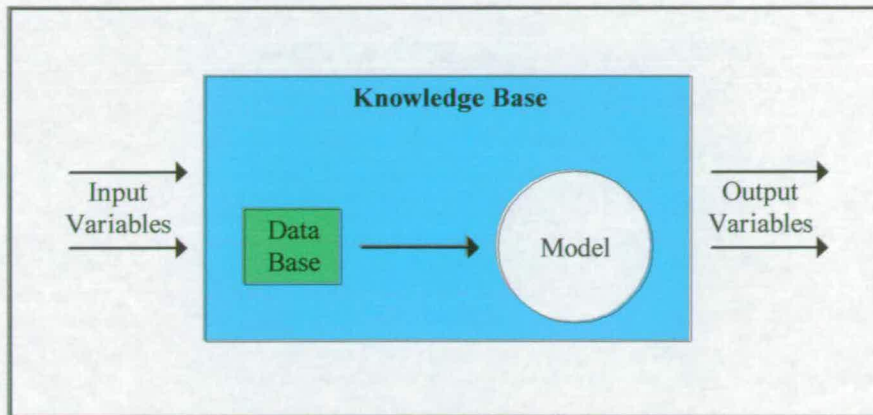 Knowledge Base
Input
Variables
Data
Base
Model
Output
Variables